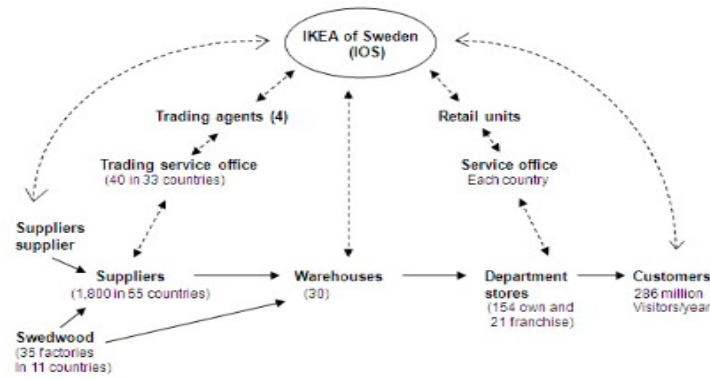 IKEA of Sweden
(IOS)
Trading agents (4)
Retail units
Trading service office
(40 in 33 countries)
Service office
Each country
Suppliers
supplier
Suppliers
(1,800 in 55 countries)
Warehouses
(30)
Department
stores
(154 own and
21 franchise)
Customers
286 million
Visitors/year
Swedwood
(35 factories
In 11 countries)